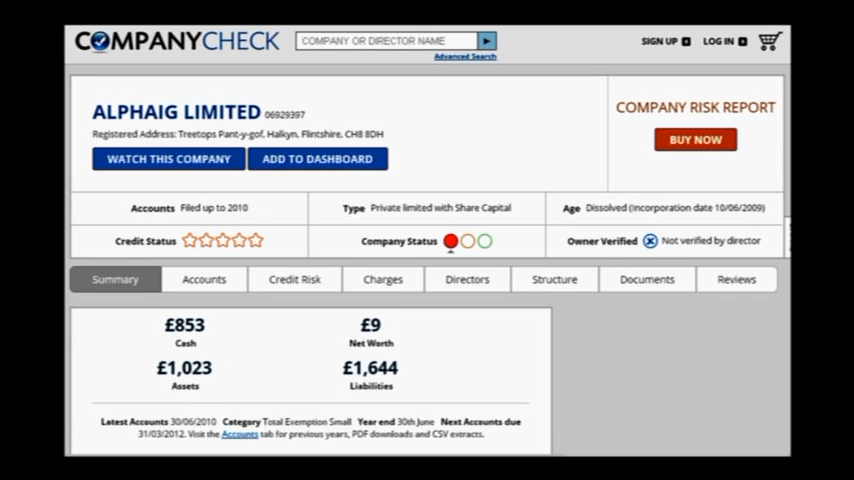 COMPANYCHECK
COMPANY OR DIRECTOR NAME
Advanced Search
SIGN UP
LOG IN
ALPHAIG LIMITED 06929397
Registered Address: Treetops Pant-y-gof, Halkyn, Flintshire, CH8 8DH
WATCH THIS COMPANY
ADD TO DASHBOARD
COMPANY RISK REPORT
BUY NOW
Accounts Filed up to 2010
Type Private limited with Share Capital
Age Dissolved (Incorporation date 10/06/2009)
Credit Status
Company Status
Owner Verified Not verified by director
Summary
Accounts
Credit Risk
Charges
Directors
Structure
Documents
Reviews
£853
Cash
£9
Net Worth
£1,023
Assets
£1,644
Liabilities
Latest Accounts 30/06/2010 Category Total Exemption Small Year end 30th June Next Accounts due
31/03/2012. Visit the Accounts tab for previous years, PDF downloads and CSV extracts.